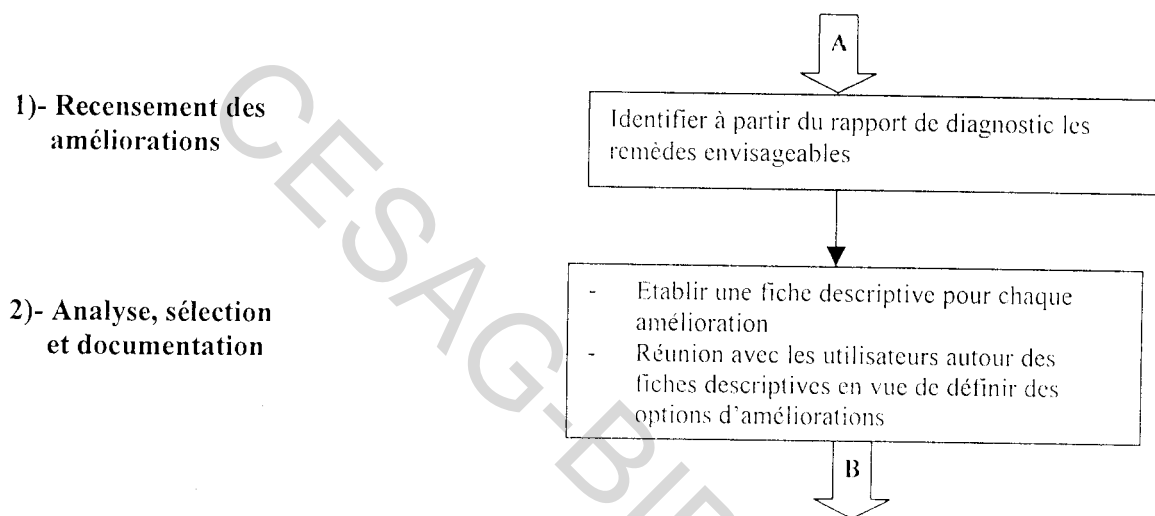 A
1)- Recensement des
améliorations
Identifier à partir du rapport de diagnostic les
remèdes envisageables
2)- Analyse, sélection
et documentation
- Etablir une fiche descriptive pour chaque
amélioration
- Réunion avec les utilisateurs autour des
fiches descriptives en vue de définir des
options d'améliorations
B
CESAG-BIB